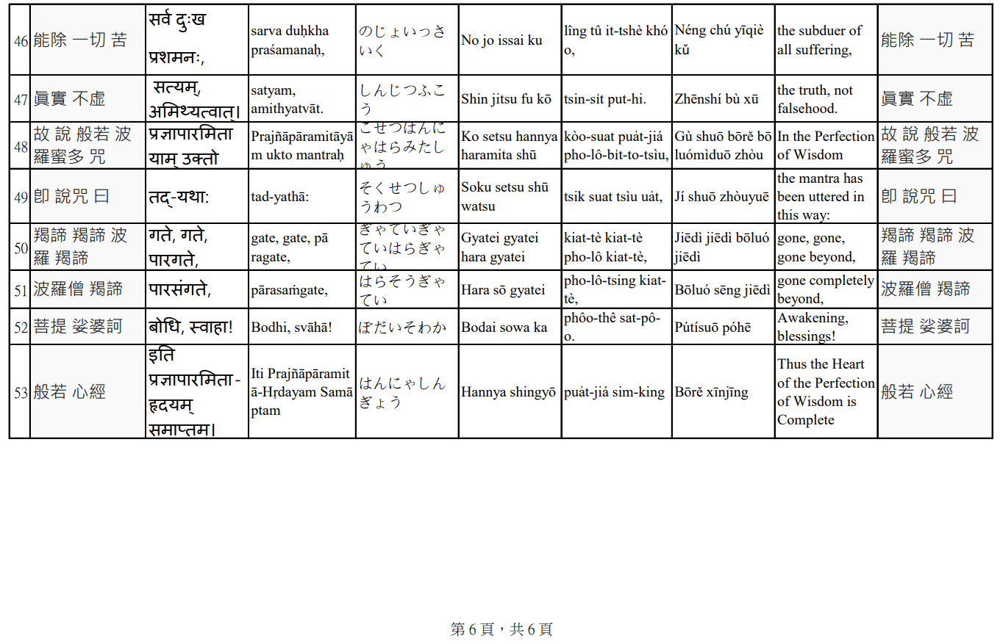 46 能除 一切 苦 सर्व दुःख प्रशमनः, sarva duḥkha praśamanaḥ, のじょいっさいく No jo issai ku lîng tû it-tshè khóo, Néng chú yīqiè kǔ the subduer of all suffering, 能除 一切 苦
47 眞實 不虛 सत्यम्, अमिथ्यत्वात्। satyam, amithyatvāt. しんじつふこう Shin jitsu fu kō tsin-sit put-hi. Zhēnshí bù xū the truth, not falsehood. 眞實 不虛
48 故 說 般若 波羅蜜多 咒 प्रज्ञापारमितायाम् उक्तो Prajñāpāramitāyām ukto mantraḥ こせつはんにゃはらみたしゅう Ko setsu hannya haramita shū kòo-suat pua̍t-jiá pho-lô-bit-to-tsìu, Gù shuō bōrě bōluómìduō zhòu In the Perfection of Wisdom 故 說 般若 波羅蜜多 咒
49 卽 說咒 曰 तद्-यथा: tad-yathā: そくせつしゅうわつ Soku setsu shū watsu tsik suat tsìu ua̍t, Jí shuō zhòuyuē the mantra has been uttered in this way: 卽 說咒 曰
50 羯諦 羯諦 波羅 羯諦 गते, गते, पारगते, gate, gate, pāragate, ぎゃていぎゃていはらぎゃてい Gyatei gyatei hara gyatei kiat-tè kiat-tè pho-lô kiat-tè, Jiēdì jiēdì bōluó jiēdì gone, gone, gone beyond, 羯諦 羯諦 波羅 羯諦
51 波羅僧 羯諦 पारसंगते, pārasaṁgate, はらそうぎゃてい Hara sō gyatei pho-lô-tsing kiat-tè, Bōluó sēng jiēdì gone completely beyond, 波羅僧 羯諦
52 菩提 娑婆訶 बोधि, स्वाहा! Bodhi, svāhā! ぼだいそわか Bodai sowa ka phôo-thê sat-pô-o. Pútísuō póhē Awakening, blessings! 菩提 娑婆訶
53 般若 心經 इति प्रज्ञापारमिता-हृदयम् समाप्तम्। Iti Prajñāpāramitā-Hṛdayam Samāptam はんにゃしんぎょう Hannya shingyō pua̍t-jiá sim-king Bōrě xīnjīng Thus the Heart of the Perfection of Wisdom is Complete 般若 心經
第 6 頁，共 6 頁